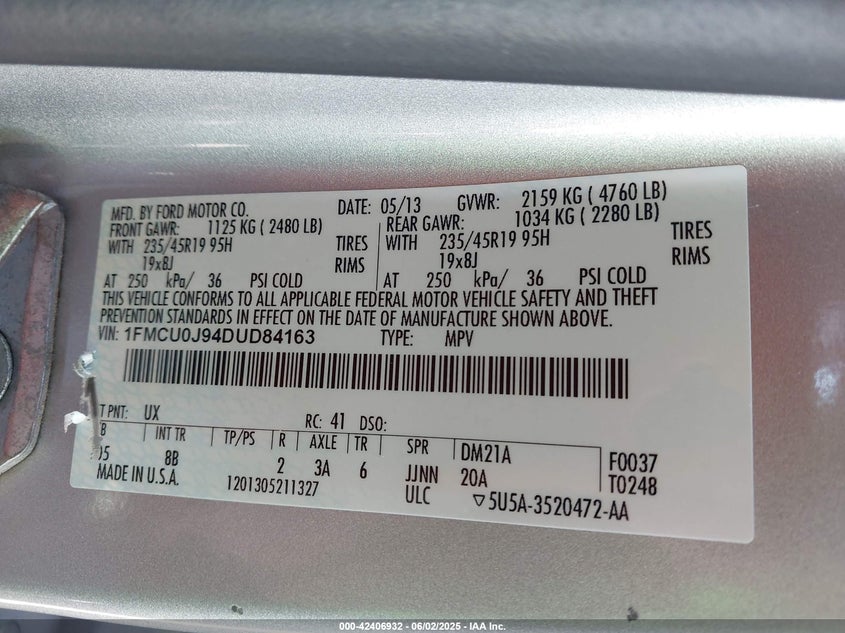 MFD. BY FORD MOTOR CO. DATE: 05/13 GVWR: 2159 KG ( 4760 LB)
FRONT GAWR: 1125 KG ( 2480 LB) REAR GAWR: 1034 KG ( 2280 LB)
WITH 235/45R19 95H TIRES WITH 235/45R19 95H TIRES
19x8J RIMS 19x8J RIMS
AT 250 kPa/ 36 PSI COLD AT 250 kPa/ 36 PSI COLD
THIS VEHICLE CONFORMS TO ALL APPLICABLE FEDERAL MOTOR VEHICLE SAFETY AND THEFT
PREVENTION STANDARDS IN EFFECT ON THE DATE OF MANUFACTURE SHOWN ABOVE.
VIN: 1FMCU0J94DUD84163 TYPE: MPV
T PNT: UX RC: 41 DSO:
B INT TR TP/PS R AXLE TR SPR DM21A F0037
05 8B 2 3A 6 JJNN 20A T0248
MADE IN U.S.A. 1201305211327 ULC ▽5U5A-3520472-AA
000-42406932 - 06/02/2025 - IAA Inc.